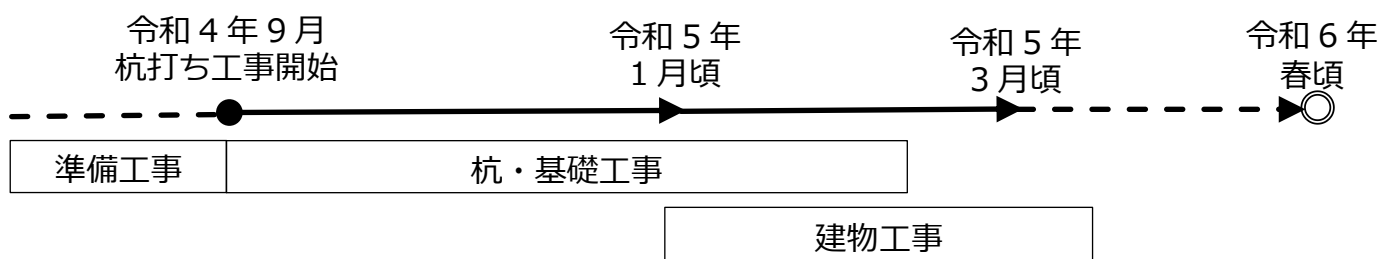 令和４年９月
杭打ち工事開始
令和５年
１月頃
令和５年
３月頃
令和６年
春頃
準備工事
杭・基礎工事
建物工事